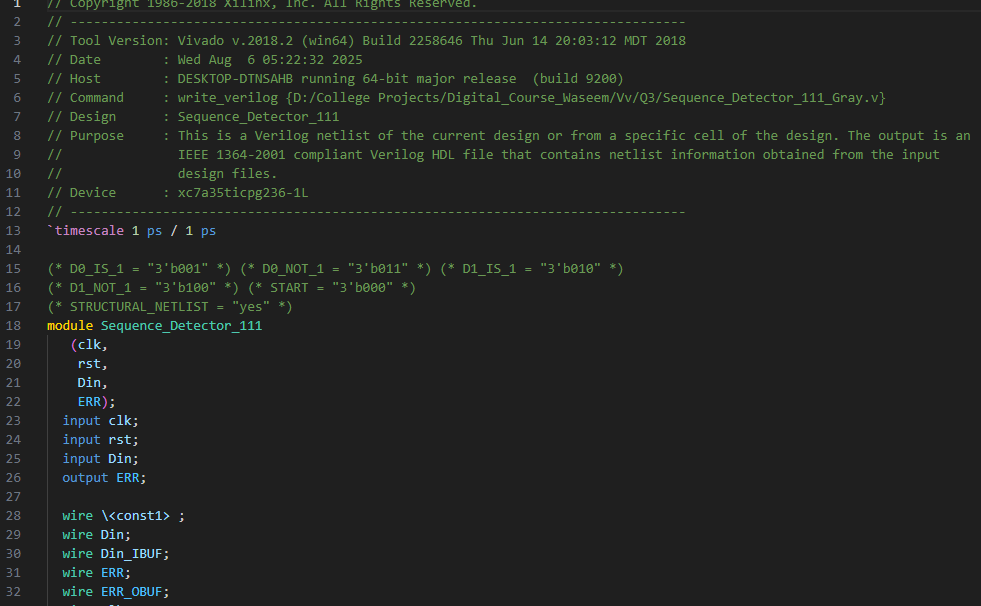 1 // Copyright 1986-2018 Xilinx, Inc. All Rights Reserved.
2 // --------------------------------------------------------------------------------
3 // Tool Version: Vivado v.2018.2 (win64) Build 2258646 Thu Jun 14 20:03:12 MDT 2018
4 // Date        : Wed Aug  6 05:22:32 2025
5 // Host        : DESKTOP-DTNSAHB running 64-bit major release  (build 9200)
6 // Command     : write_verilog {D:/College Projects/Digital_Course_Waseem/Vv/Q3/Sequence_Detector_111_Gray.v}
7 // Design      : Sequence_Detector_111
8 // Purpose     : This is a Verilog netlist of the current design or from a specific cell of the design. The output is an
9 //               IEEE 1364-2001 compliant Verilog HDL file that contains netlist information obtained from the input
10 //               design files.
11 // Device      : xc7a35ticpg236-1L
12 // --------------------------------------------------------------------------------
13 `timescale 1 ps / 1 ps
14
15 (* D0_IS_1 = "3'b001" *) (* D0_NOT_1 = "3'b011" *) (* D1_IS_1 = "3'b010" *)
16 (* D1_NOT_1 = "3'b100" *) (* START = "3'b000" *)
17 (* STRUCTURAL_NETLIST = "yes" *)
18 module Sequence_Detector_111
19    (clk,
20     rst,
21     Din,
22     ERR);
23   input clk;
24   input rst;
25   input Din;
26   output ERR;
27
28   wire \<const1> ;
29   wire Din;
30   wire Din_IBUF;
31   wire ERR;
32   wire ERR_OBUF;